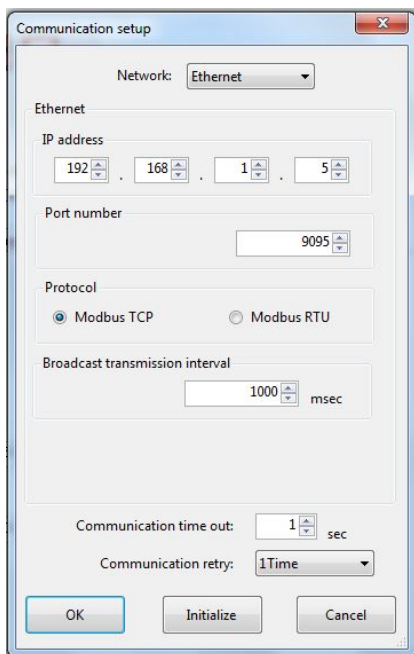 Communication setup
Network: Ethernet
Ethernet
IP address
192 . 168 . 1 . 5
Port number
9095
Protocol
Modbus TCP Modbus RTU
Broadcast transmission interval
1000 msec
Communication time out: 1 sec
Communication retry: 1Time
OK Initialize Cancel